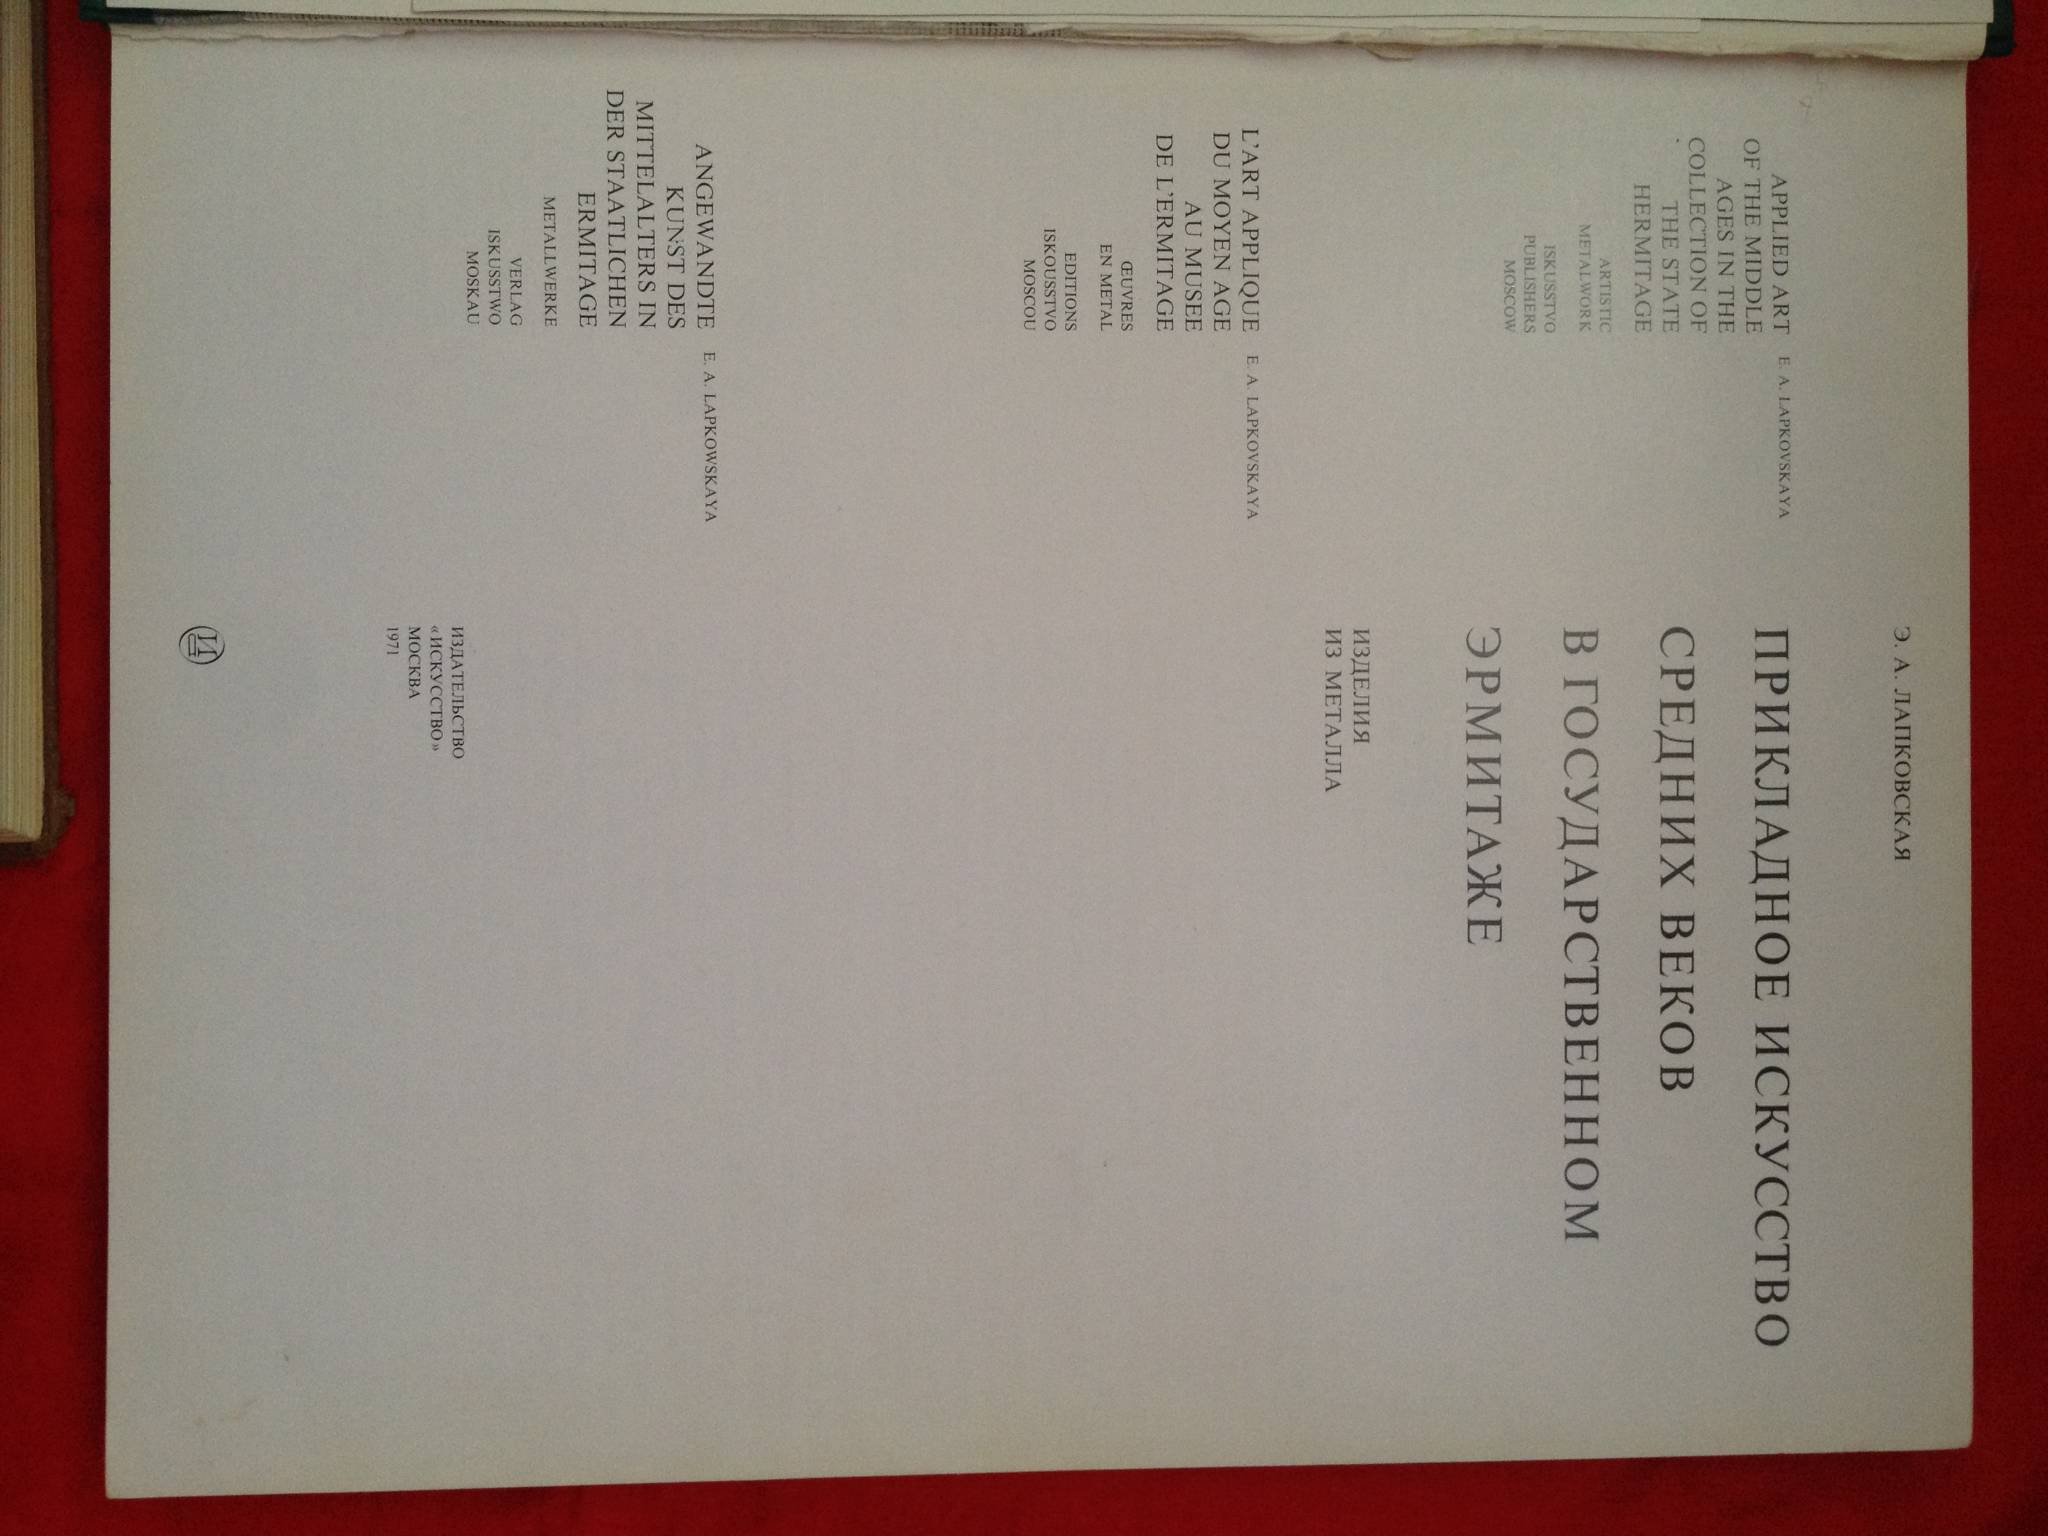 Э. А. ЛАПКОВСКАЯ
ПРИКЛАДНОЕ ИСКУССТВО
СРЕДНИХ ВЕКОВ
В ГОСУДАРСТВЕННОМ
ЭРМИТАЖЕ
ИЗДЕЛИЯ
ИЗ МЕТАЛЛА
ИЗДАТЕЛЬСТВО
«ИСКУССТВО»
МОСКВА
1971
И
APPLIED ART
OF THE MIDDLE
AGES IN THE
COLLECTION OF
THE STATE
HERMITAGE
E. A. LAPKOVSKAYA
ARTISTIC
METALWORK
ISKUSSTVO
PUBLISHERS
MOSCOW
L'ART APPLIQUE
DU MOYEN AGE
AU MUSEE
DE L'ERMITAGE
E. A. LAPKOVSKAYA
ŒUVRES
EN METAL
EDITIONS
ISKOUSSTVO
MOSCOU
ANGEWANDTE
KUNST DES
MITTELALTERS IN
DER STAATLICHEN
ERMITAGE
E. A. LAPKOWSKAYA
METALLWERKE
VERLAG
ISKUSSTWO
MOSKAU